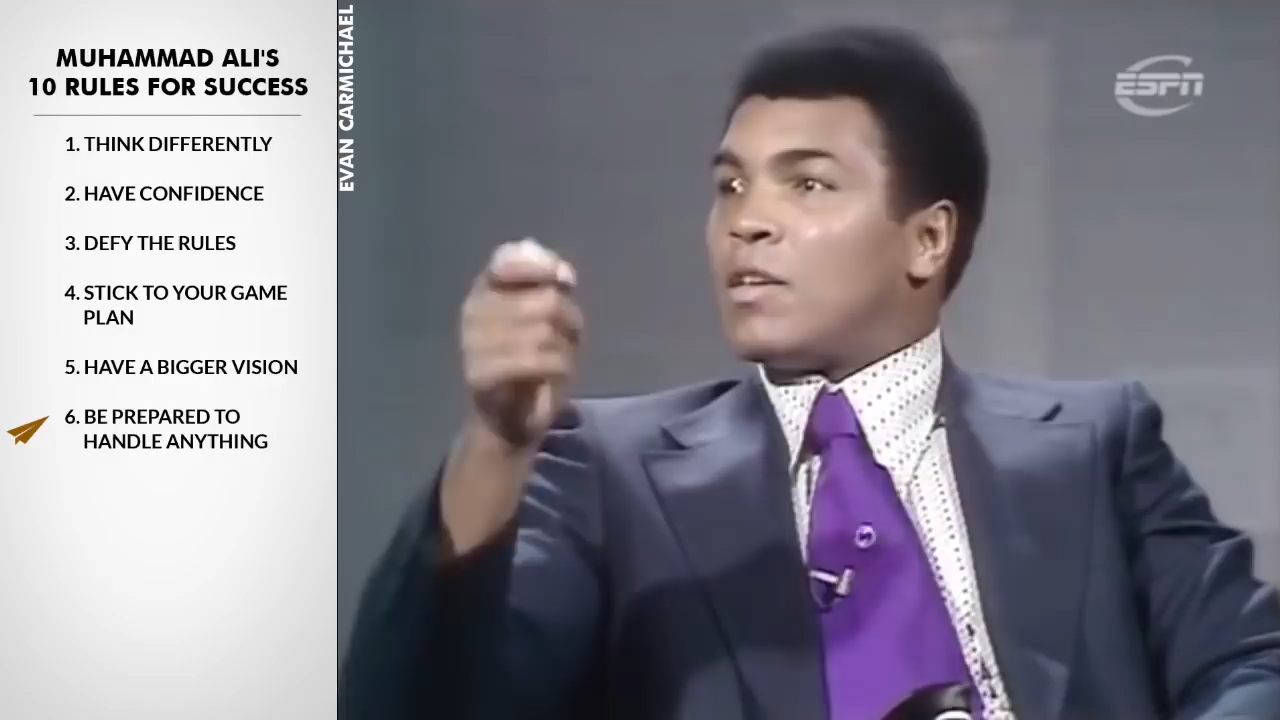 MUHAMMAD ALI'S
10 RULES FOR SUCCESS
1. THINK DIFFERENTLY
2. HAVE CONFIDENCE
3. DEFY THE RULES
4. STICK TO YOUR GAME
PLAN
5. HAVE A BIGGER VISION
6. BE PREPARED TO
HANDLE ANYTHING
EVAN CARMICHAEL
ESPN